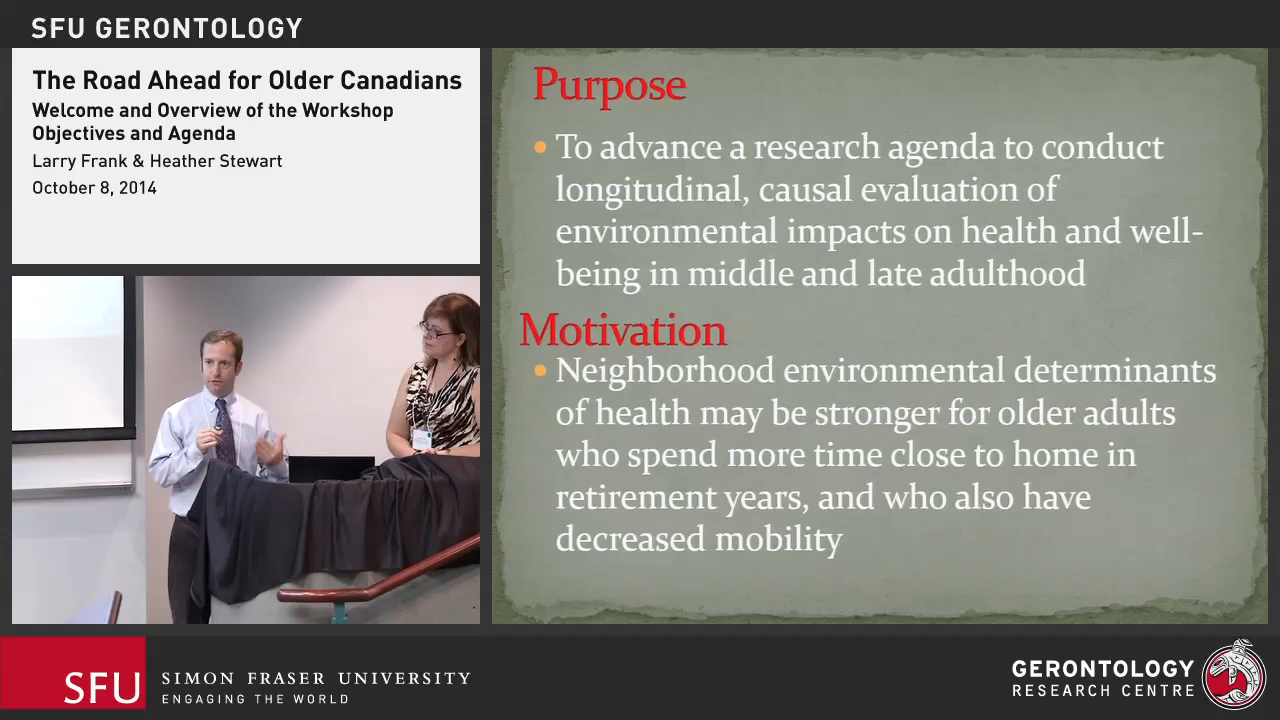 SFU GERONTOLOGY
The Road Ahead for Older Canadians
Welcome and Overview of the Workshop
Objectives and Agenda
Larry Frank & Heather Stewart
October 8, 2014
Purpose
• To advance a research agenda to conduct
longitudinal, causal evaluation of
environmental impacts on health and well-
being in middle and late adulthood
Motivation
• Neighborhood environmental determinants
of health may be stronger for older adults
who spend more time close to home in
retirement years, and who also have
decreased mobility
SFU
SIMON FRASER UNIVERSITY
ENGAGING THE WORLD
GERONTOLOGY
RESEARCH CENTRE